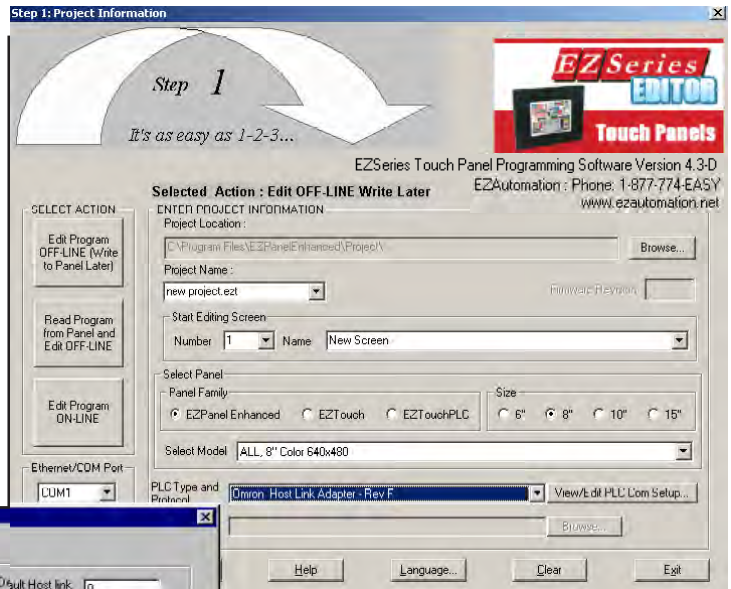 Step 1: Project Information
Step 1
It's as easy as 1-2-3...
EZSeries
EDITOR
Touch Panels
EZSeries Touch Panel Programming Software Version 4.3-D
EZAutomation : Phone: 1-877-774-EASY
www.ezautomation.net
Selected Action : Edit OFF-LINE Write Later
SELECT ACTION
Edit Program
OFF-LINE (Write
to Panel Later)
Read Program
from Panel and
Edit OFF-LINE
Edit Program
ON-LINE
Ethernet/COM Port
COM1
ENTER PROJECT INFORMATION
Project Location :
C:\Program Files\EZPanelEnhanced\Project\
Browse...
Project Name :
new project.ezt
Firmware Revision
Start Editing Screen
Number 1 Name New Screen
Select Panel
Panel Family
EZPanel Enhanced EZTouch EZTouchPLC
Size
6" 8" 10" 15"
Select Model ALL, 8" Color 640x480
PLC Type and
Protocol
Omron Host Link Adapter - Rev F
View/Edit PLC Com Setup...
Browse...
Help Language... Clear Exit
Host link